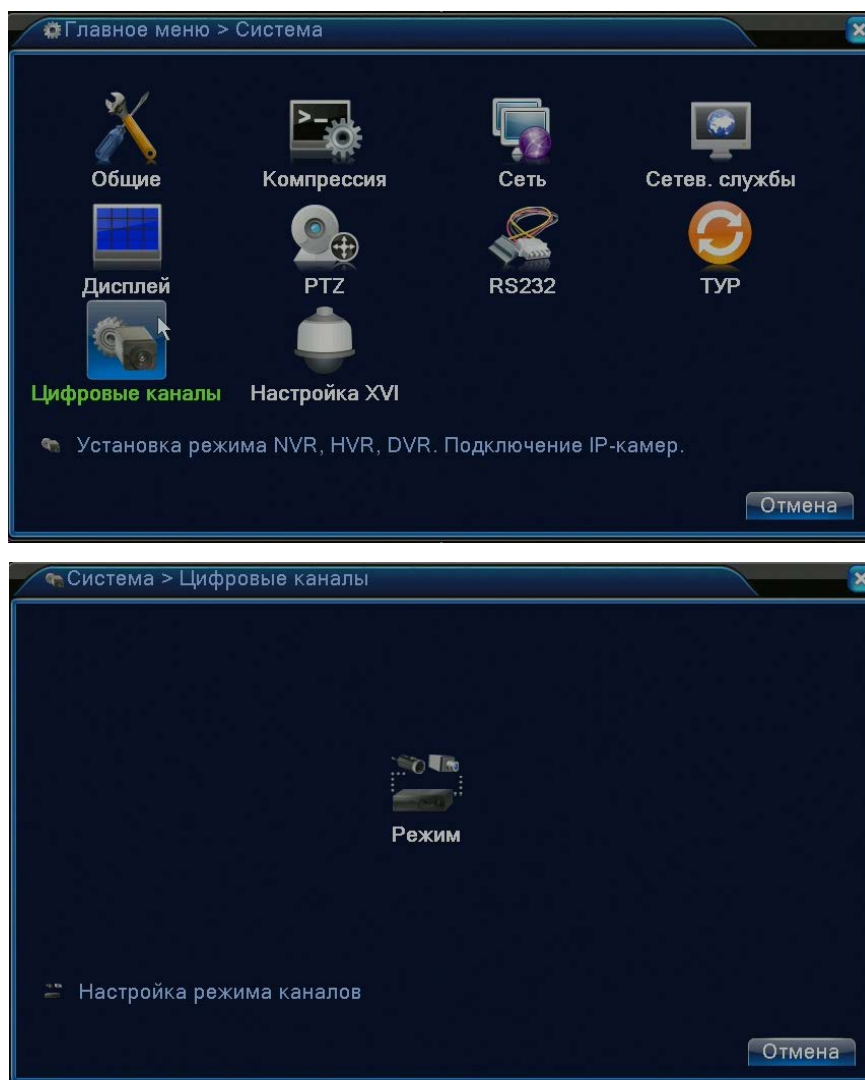 Главное меню > Система
Общие Компрессия Сеть Сетев. службы
Дисплей PTZ RS232 ТУР
Цифровые каналы Настройка XVI
Установка режима NVR, HVR, DVR. Подключение IP-камер.
Отмена
Система > Цифровые каналы
Режим
Настройка режима каналов
Отмена